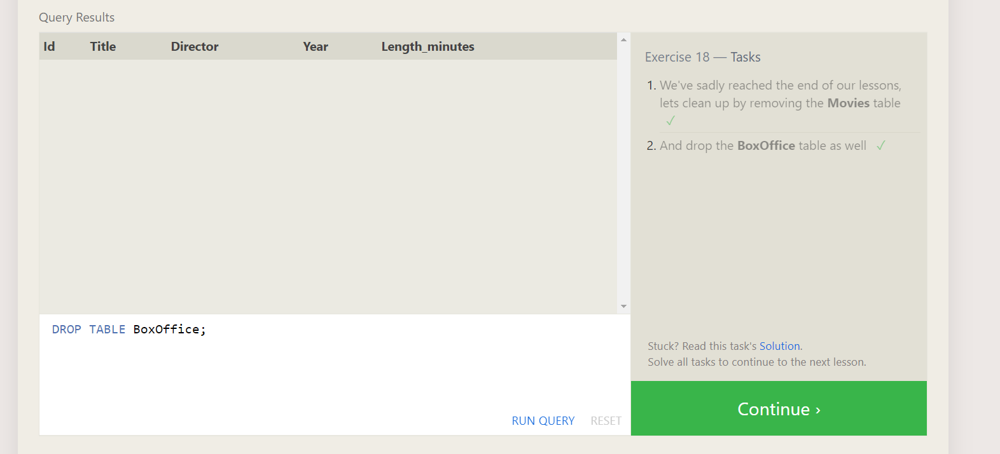 Query Results
Id Title Director Year Length_minutes
DROP TABLE BoxOffice;
RUN QUERY RESET
Exercise 18 — Tasks
1. We've sadly reached the end of our lessons,
lets clean up by removing the Movies table
✓
2. And drop the BoxOffice table as well ✓
Stuck? Read this task's Solution.
Solve all tasks to continue to the next lesson.
Continue ›